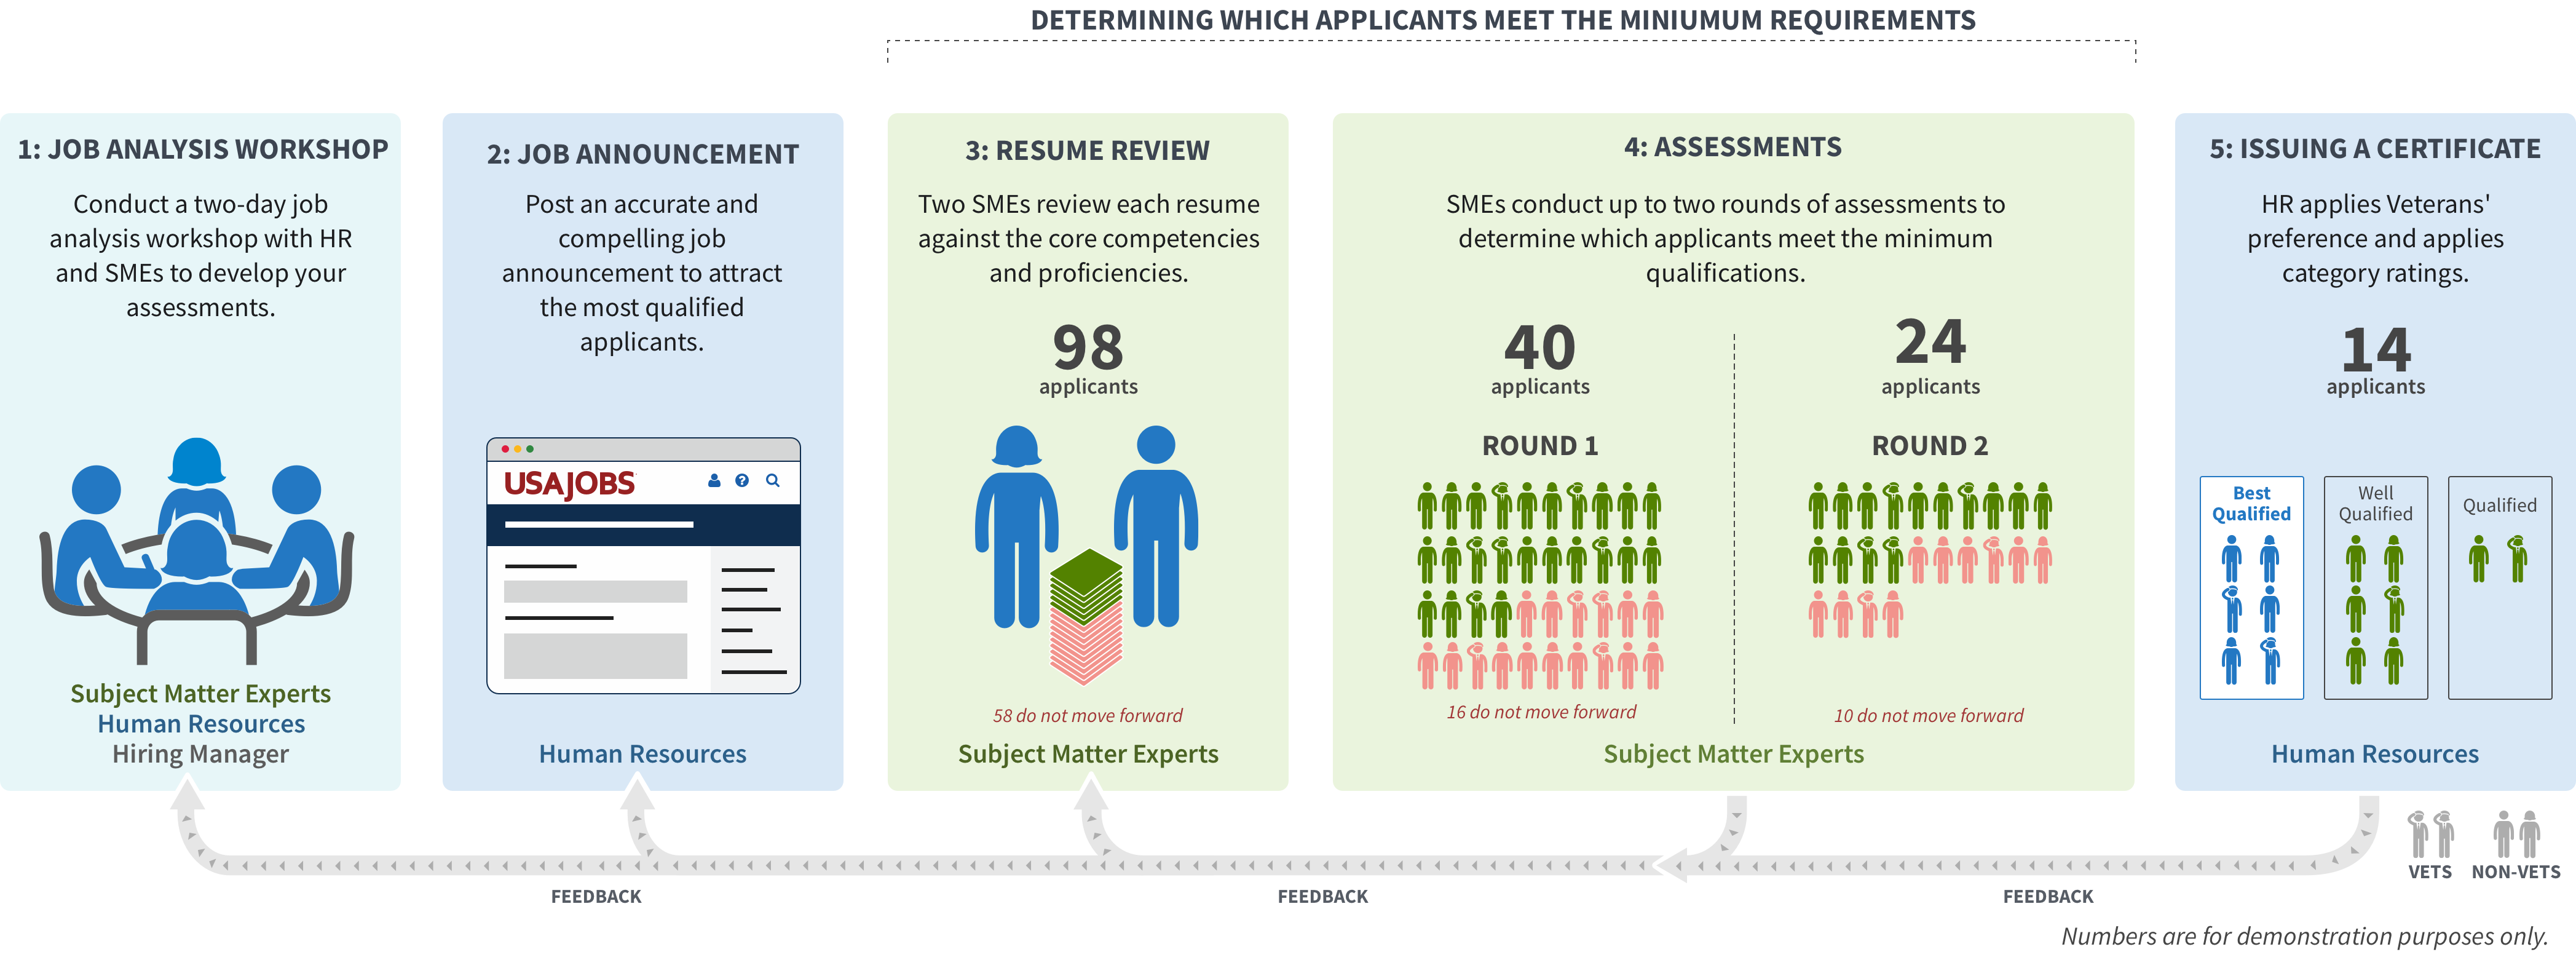 DETERMINING WHICH APPLICANTS MEET THE MINIUMUM REQUIREMENTS
1: JOB ANALYSIS WORKSHOP
Conduct a two-day job
analysis workshop with HR
and SMEs to develop your
assessments.
Subject Matter Experts
Human Resources
Hiring Manager
2: JOB ANNOUNCEMENT
Post an accurate and
compelling job
announcement to attract
the most qualified
applicants.
USAJOBS
Human Resources
3: RESUME REVIEW
Two SMEs review each resume
against the core competencies
and proficiencies.
98
applicants
58 do not move forward
Subject Matter Experts
4: ASSESSMENTS
SMEs conduct up to two rounds of assessments to
determine which applicants meet the minimum
qualifications.
40
applicants
ROUND 1
16 do not move forward
24
applicants
ROUND 2
10 do not move forward
Subject Matter Experts
5: ISSUING A CERTIFICATE
HR applies Veterans'
preference and applies
category ratings.
14
applicants
Best
Qualified
Well
Qualified
Qualified
Human Resources
FEEDBACK
FEEDBACK
FEEDBACK
VETS
NON-VETS
Numbers are for demonstration purposes only.